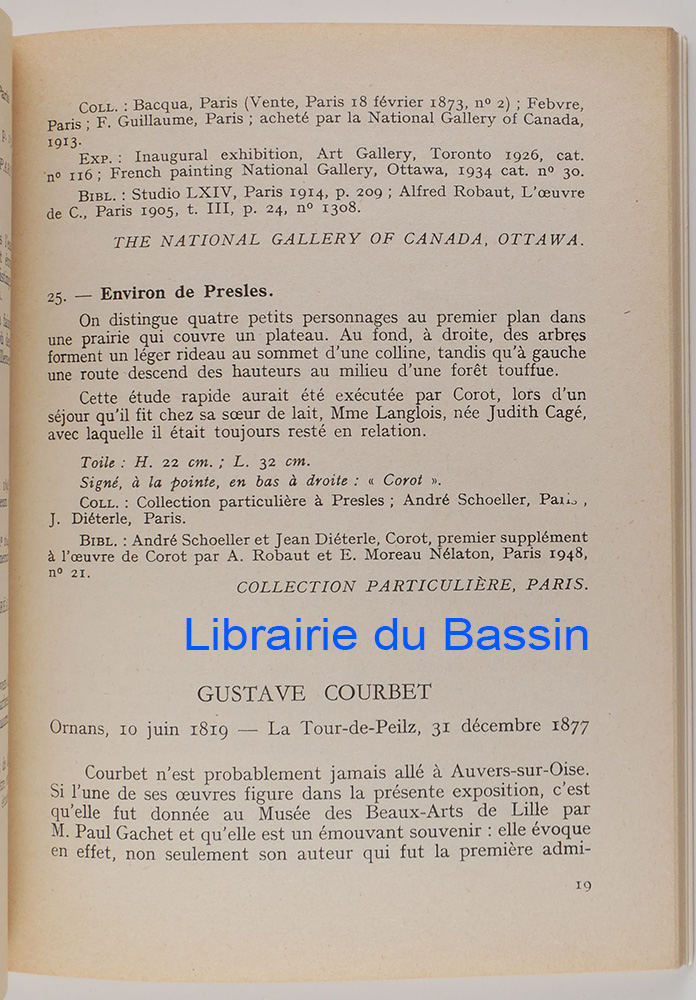 COLL. : Bacqua, Paris (Vente, Paris 18 février 1873, nº 2) ; Febvre,
Paris ; F. Guillaume, Paris ; acheté par la National Gallery of Canada,
1913.
EXP. : Inaugural exhibition, Art Gallery, Toronto 1926, cat.
nº 116 ; French painting National Gallery, Ottawa, 1934 cat. nº 30.
BIBL. : Studio LXIV, Paris 1914, p. 209 ; Alfred Robaut, L'œuvre
de C., Paris 1905, t. III, p. 24, nº 1308.
THE NATIONAL GALLERY OF CANADA, OTTAWA.
25. — Environ de Presles.
On distingue quatre petits personnages au premier plan dans
une prairie qui couvre un plateau. Au fond, à droite, des arbres
forment un léger rideau au sommet d'une colline, tandis qu'à gauche
une route descend des hauteurs au milieu d'une forêt touffue.
Cette étude rapide aurait été exécutée par Corot, lors d'un
séjour qu'il fit chez sa sœur de lait, Mme Langlois, née Judith Cagé,
avec laquelle il était toujours resté en relation.
Toile : H. 22 cm. ; L. 32 cm.
Signé, à la pointe, en bas à droite : « Corot ».
COLL. : Collection particulière à Presles ; André Schoeller, Paris,
J. Diéterle, Paris.
BIBL. : André Schoeller et Jean Diéterle, Corot, premier supplément
à l'œuvre de Corot par A. Robaut et E. Moreau Nélaton, Paris 1948,
nº 21.
COLLECTION PARTICULIÈRE, PARIS.
Librairie du Bassin
GUSTAVE COURBET
Ornans, 10 juin 1819 — La Tour-de-Peilz, 31 décembre 1877
Courbet n'est probablement jamais allé à Auvers-sur-Oise.
Si l'une de ses œuvres figure dans la présente exposition, c'est
qu'elle fut donnée au Musée des Beaux-Arts de Lille par
M. Paul Gachet et qu'elle est un émouvant souvenir : elle évoque
en effet, non seulement son auteur qui fut la première admi-
19